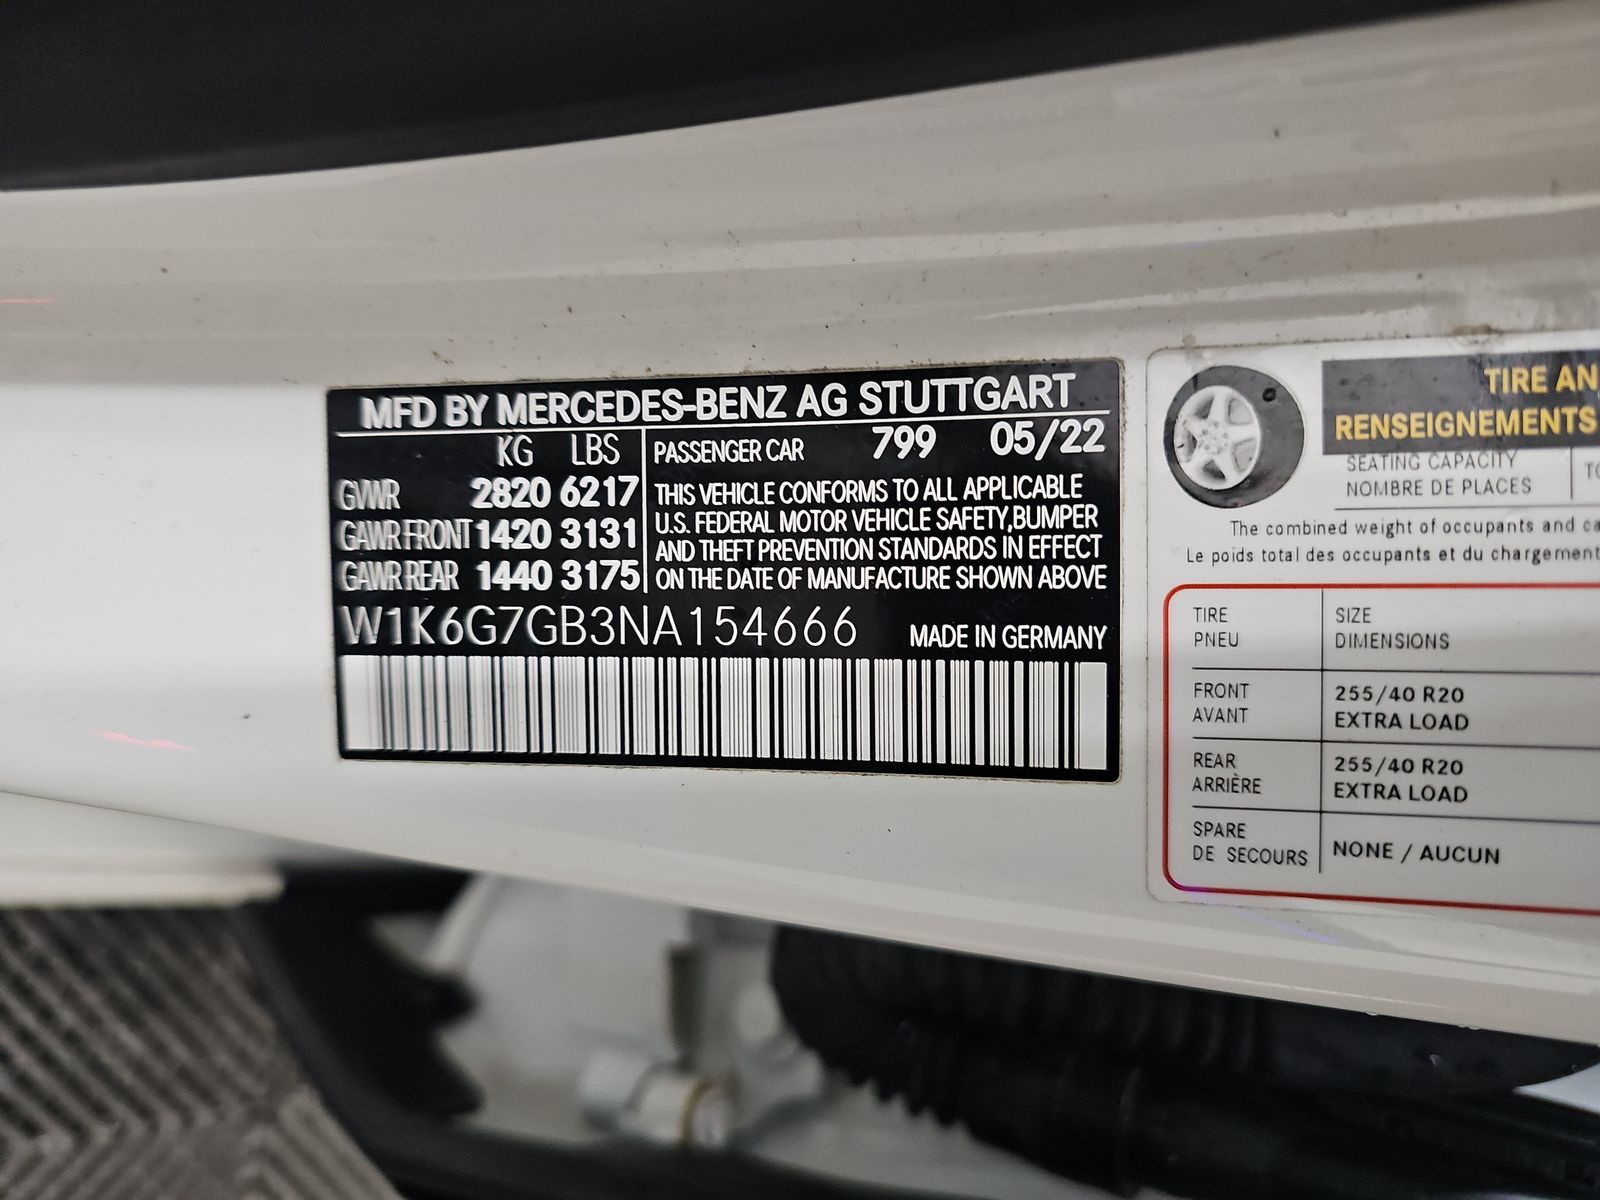 MFD BY MERCEDES-BENZ AG STUTTGART
KG LBS
GVWR 2820 6217
GAWR FRONT 1420 3131
GAWR REAR 1440 3175
PASSENGER CAR 799 05/22
THIS VEHICLE CONFORMS TO ALL APPLICABLE
U.S. FEDERAL MOTOR VEHICLE SAFETY,BUMPER
AND THEFT PREVENTION STANDARDS IN EFFECT
ON THE DATE OF MANUFACTURE SHOWN ABOVE
W1K6G7GB3NA154666 MADE IN GERMANY
TIRE AN
RENSEIGNEMENTS
SEATING CAPACITY
NOMBRE DE PLACES
TO
The combined weight of occupants and ca
Le poids total des occupants et du chargement
TIRE SIZE
PNEU DIMENSIONS
FRONT 255/40 R20
AVANT EXTRA LOAD
REAR 255/40 R20
ARRIÈRE EXTRA LOAD
SPARE
DE SECOURS NONE / AUCUN